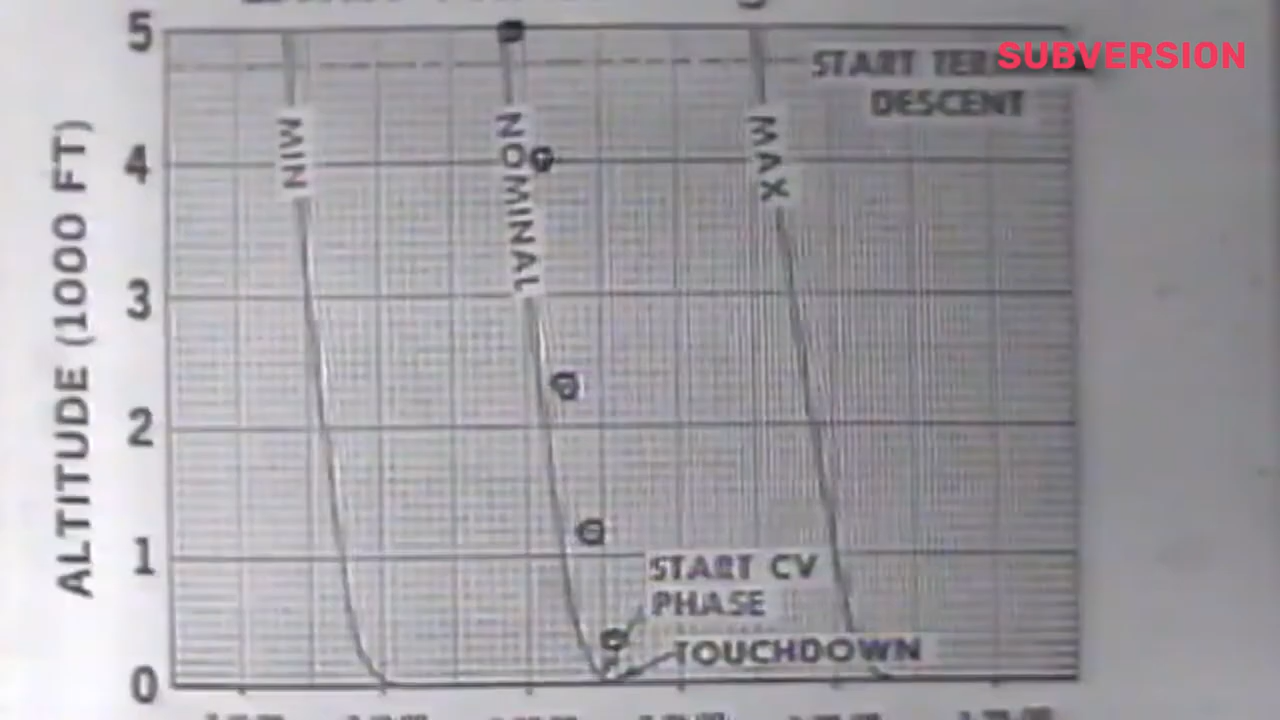 SUBVERSION
5
START
DESCENT
4
3
2
1
0
ALTITUDE (1000 FT)
MIN
NOMINAL
MAX
START CV
PHASE
TOUCHDOWN